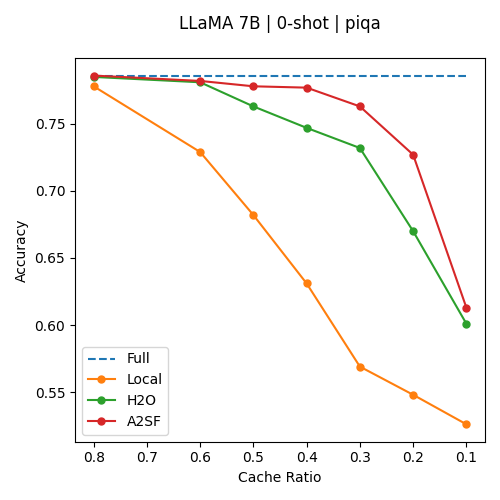 LLaMA 7B | 0-shot | piqa
Accuracy
0.75
0.70
0.65
0.60
0.55
Full
Local
H2O
A2SF
0.8 0.7 0.6 0.5 0.4 0.3 0.2 0.1
Cache Ratio